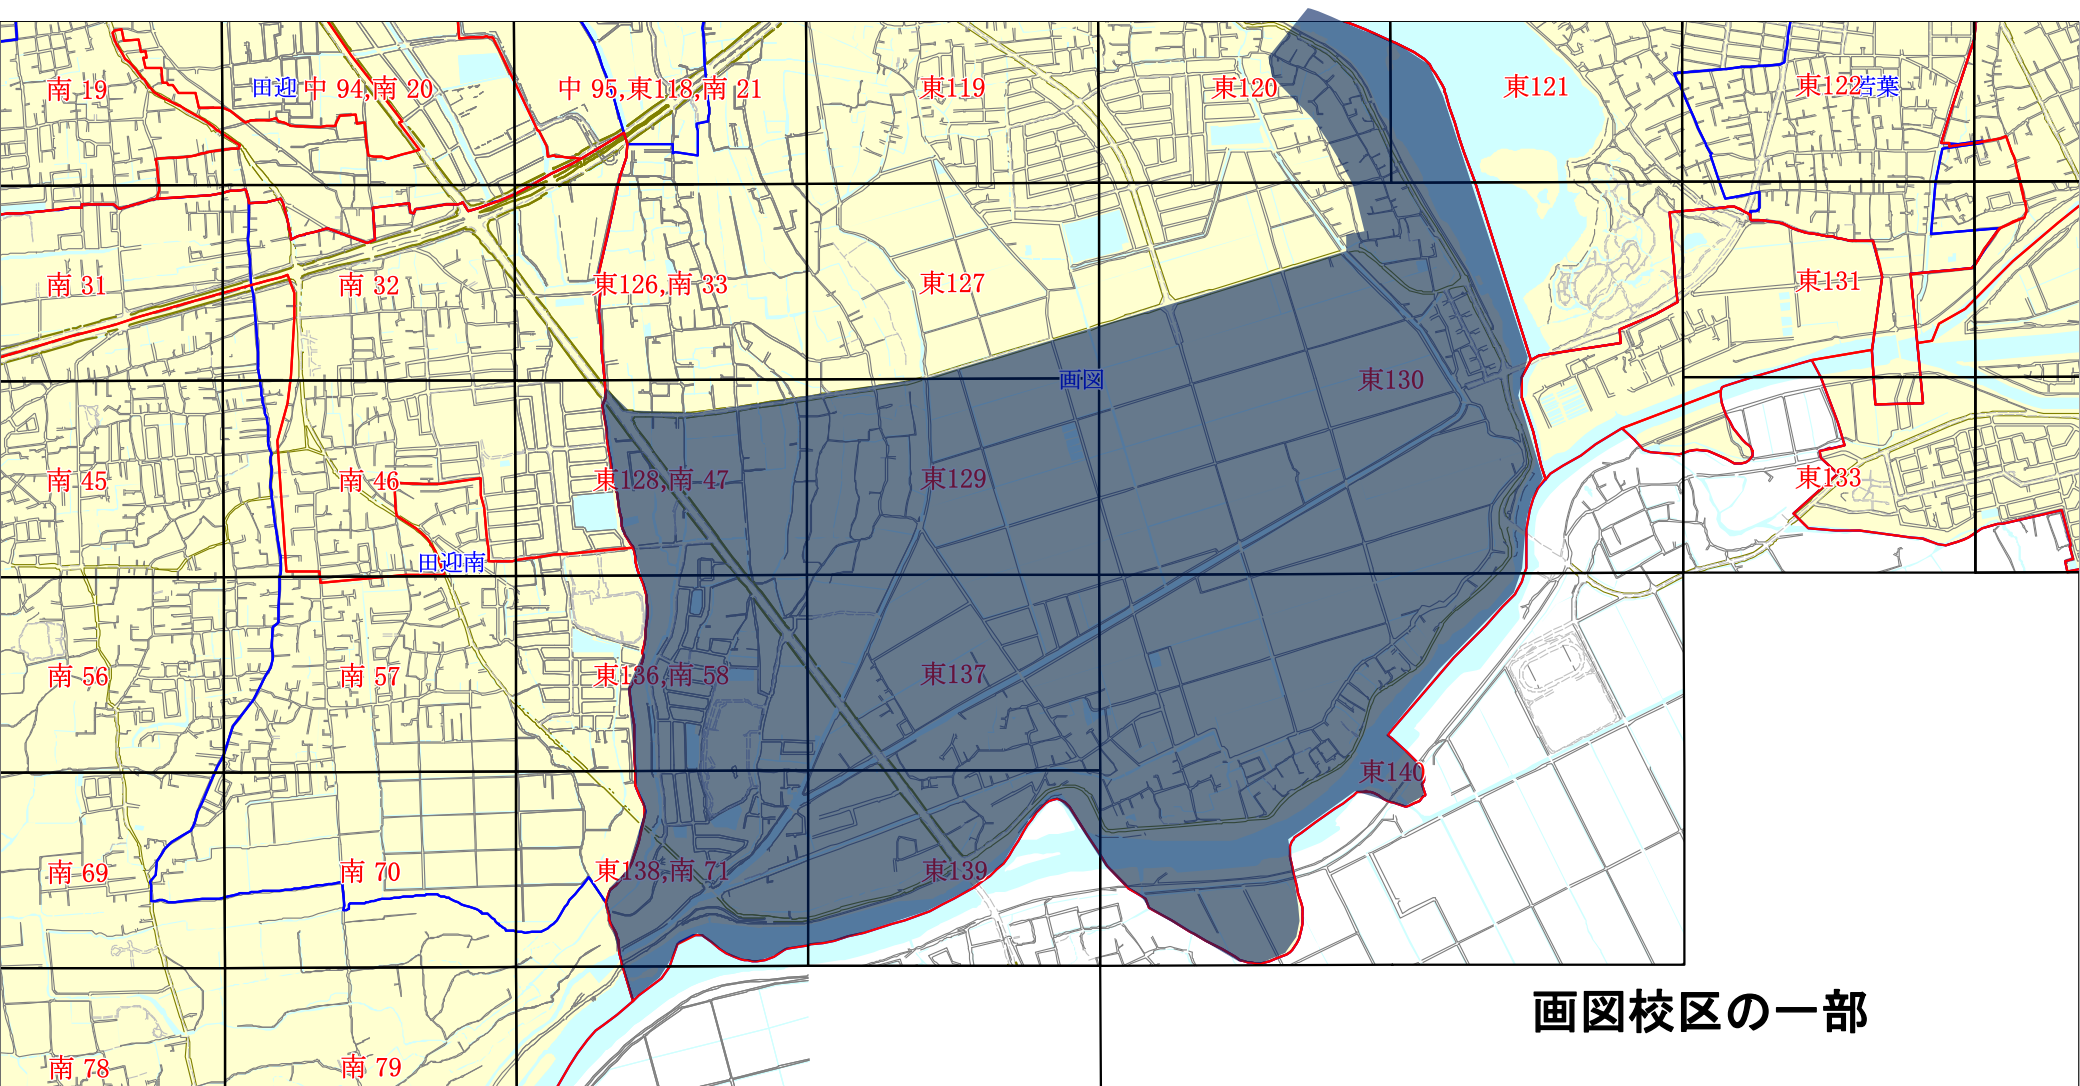 南 19
田迎
中 94,南 20
中 95,東118,南 21
東119
東120
東121
東122
若葉
南 31
南 32
東126,南 33
東127
東131
画図
東130
南 45
南 46
東128,南 47
東129
東133
田迎南
南 56
南 57
東136,南 58
東137
東140
南 69
南 70
東138,南 71
東139
画図校区の一部
南 78
南 79